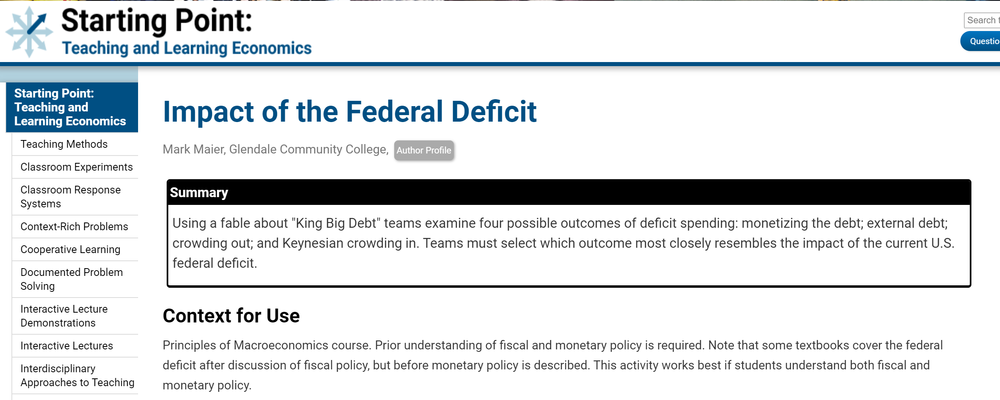 Starting Point:
Teaching and Learning Economics
Search
Starting Point:
Teaching and
Learning Economics
Teaching Methods
Classroom Experiments
Classroom Response
Systems
Context-Rich Problems
Cooperative Learning
Documented Problem
Solving
Interactive Lecture
Demonstrations
Interactive Lectures
Interdisciplinary
Approaches to Teaching
Impact of the Federal Deficit
Mark Maier, Glendale Community College, Author Profile
Summary
Using a fable about "King Big Debt" teams examine four possible outcomes of deficit spending: monetizing the debt; external debt;
crowding out; and Keynesian crowding in. Teams must select which outcome most closely resembles the impact of the current U.S.
federal deficit.
Context for Use
Principles of Macroeconomics course. Prior understanding of fiscal and monetary policy is required. Note that some textbooks cover the federal
deficit after discussion of fiscal policy, but before monetary policy is described. This activity works best if students understand both fiscal and
monetary policy.